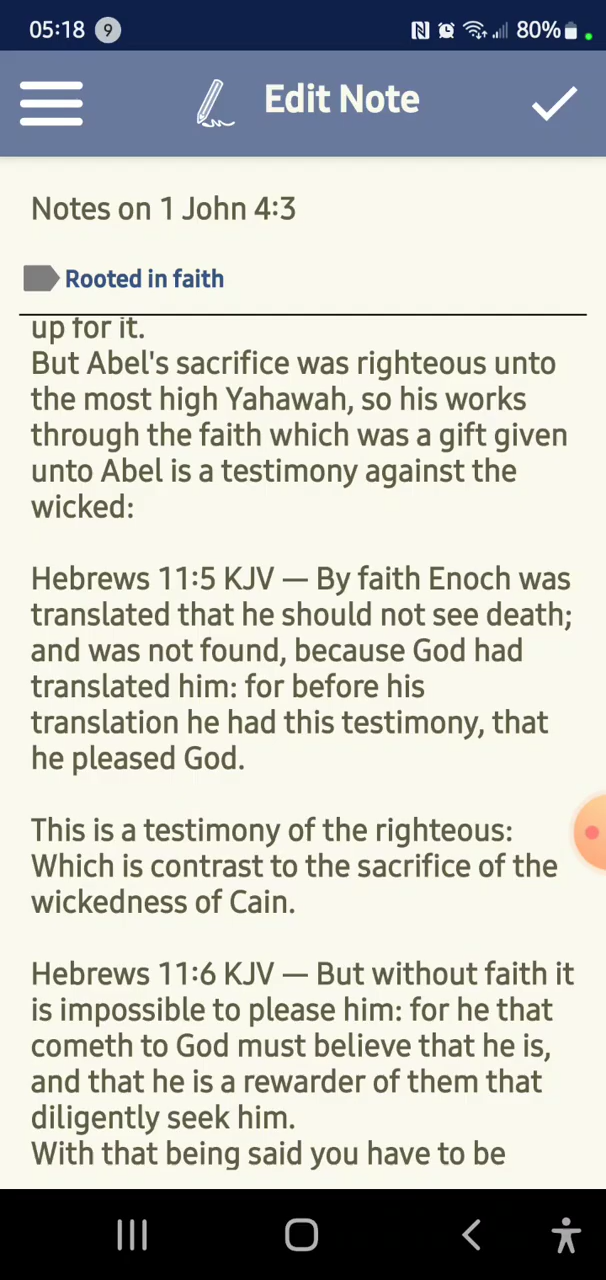 05:18 9 80%
Edit Note
Notes on 1 John 4:3
Rooted in faith
up for it.
But Abel's sacrifice was righteous unto
the most high Yahawah, so his works
through the faith which was a gift given
unto Abel is a testimony against the
wicked:
Hebrews 11:5 KJV — By faith Enoch was
translated that he should not see death;
and was not found, because God had
translated him: for before his
translation he had this testimony, that
he pleased God.
This is a testimony of the righteous:
Which is contrast to the sacrifice of the
wickedness of Cain.
Hebrews 11:6 KJV — But without faith it
is impossible to please him: for he that
cometh to God must believe that he is,
and that he is a rewarder of them that
diligently seek him.
With that being said you have to be